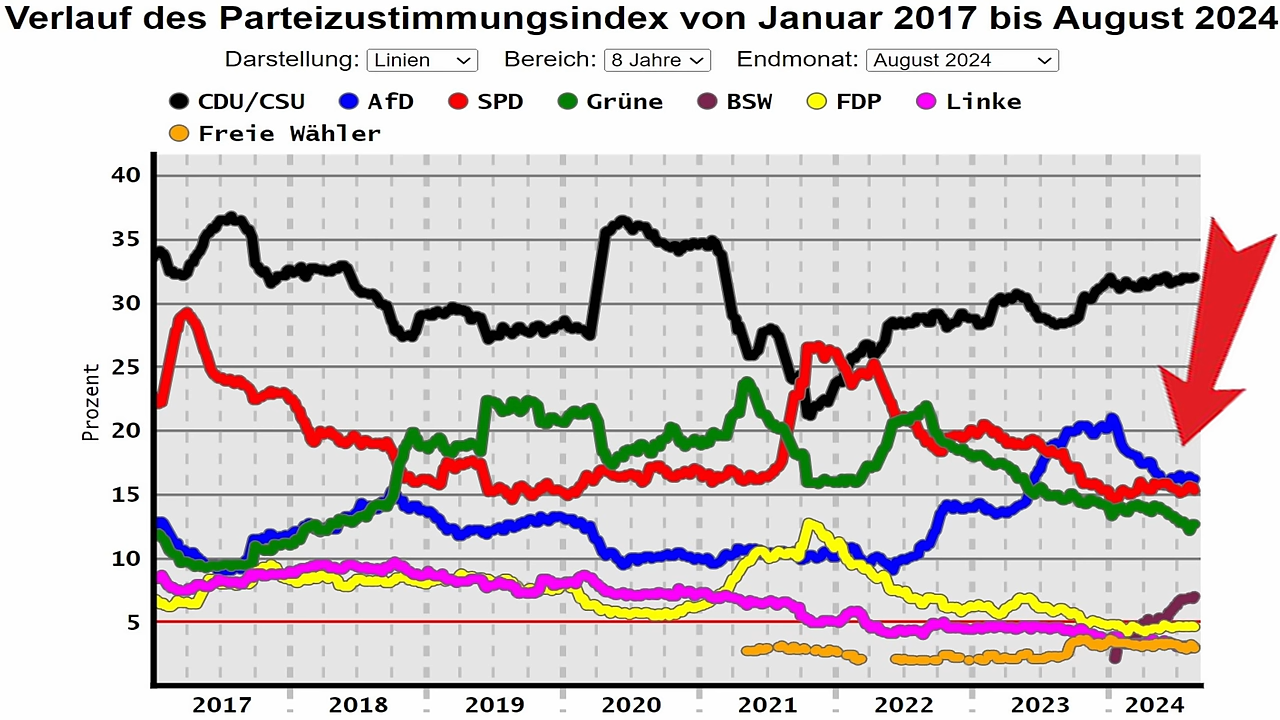 Verlauf des Parteizustimmungsindex von Januar 2017 bis August 2024
Darstellung: Linien Bereich: 8 Jahre Endmonat: August 2024
CDU/CSU AfD SPD Grüne BSW FDP Linke
Freie Wähler
40
35
30
25
20
15
10
5
Prozent
2017 2018 2019 2020 2021 2022 2023 2024